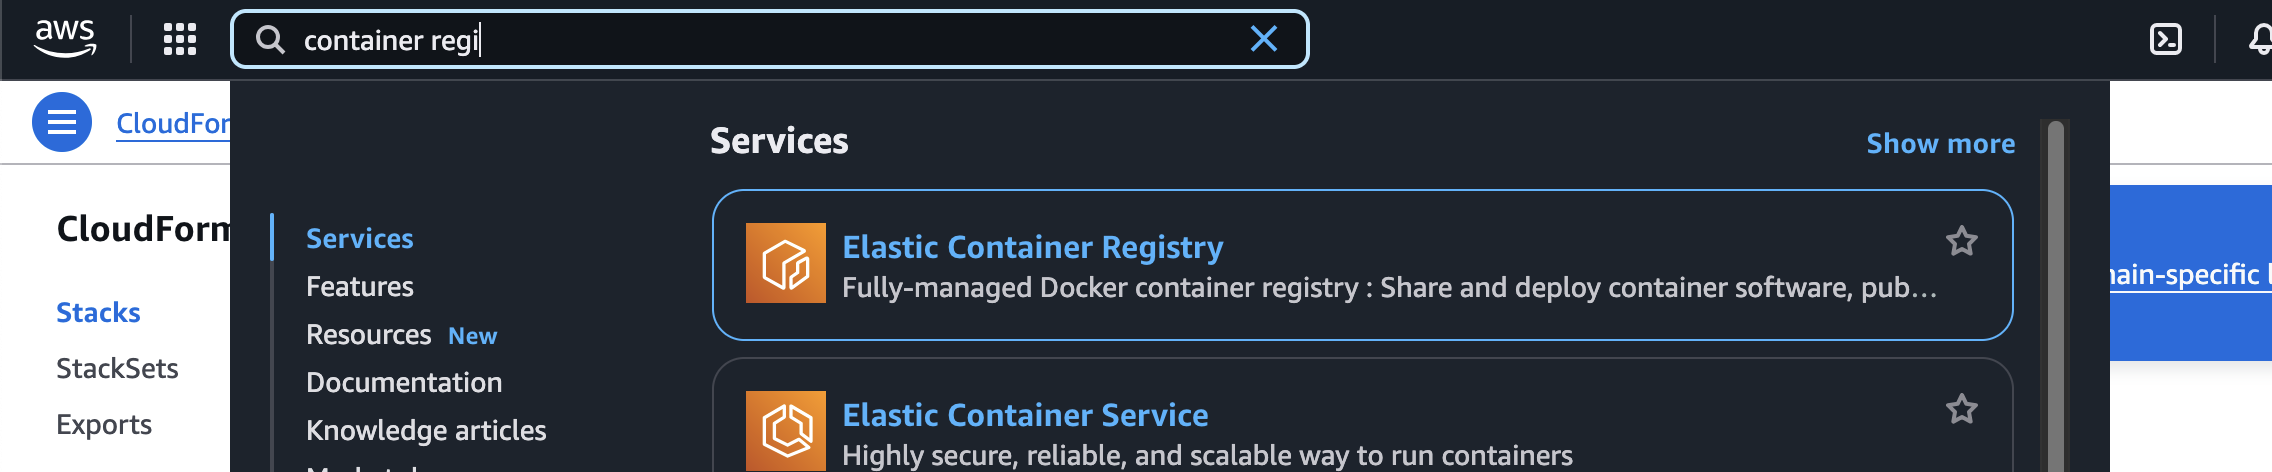 aws
container regi
CloudFor
Services
Show more
CloudForm
Services
Features
Resources New
Documentation
Knowledge articles
Stacks
StackSets
Exports
Elastic Container Registry
Fully-managed Docker container registry : Share and deploy container software, pub...
Elastic Container Service
Highly secure, reliable, and scalable way to run containers
main-specific